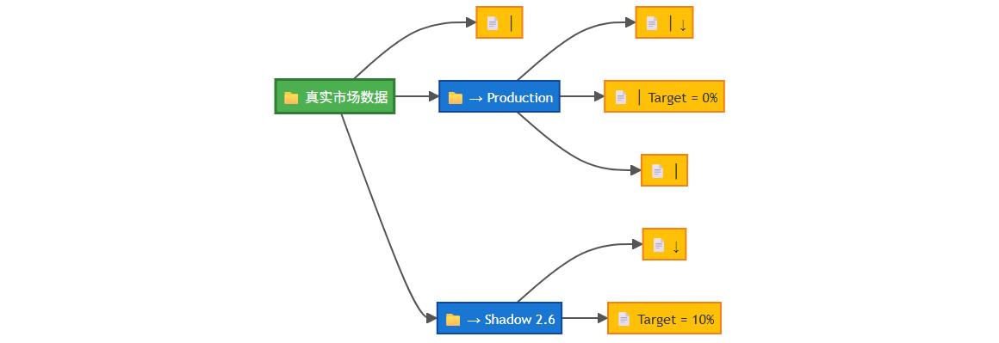 │
│ ↓
真实市场数据
→ Production
│ Target = 0%
│
↓
→ Shadow 2.6
Target = 10%